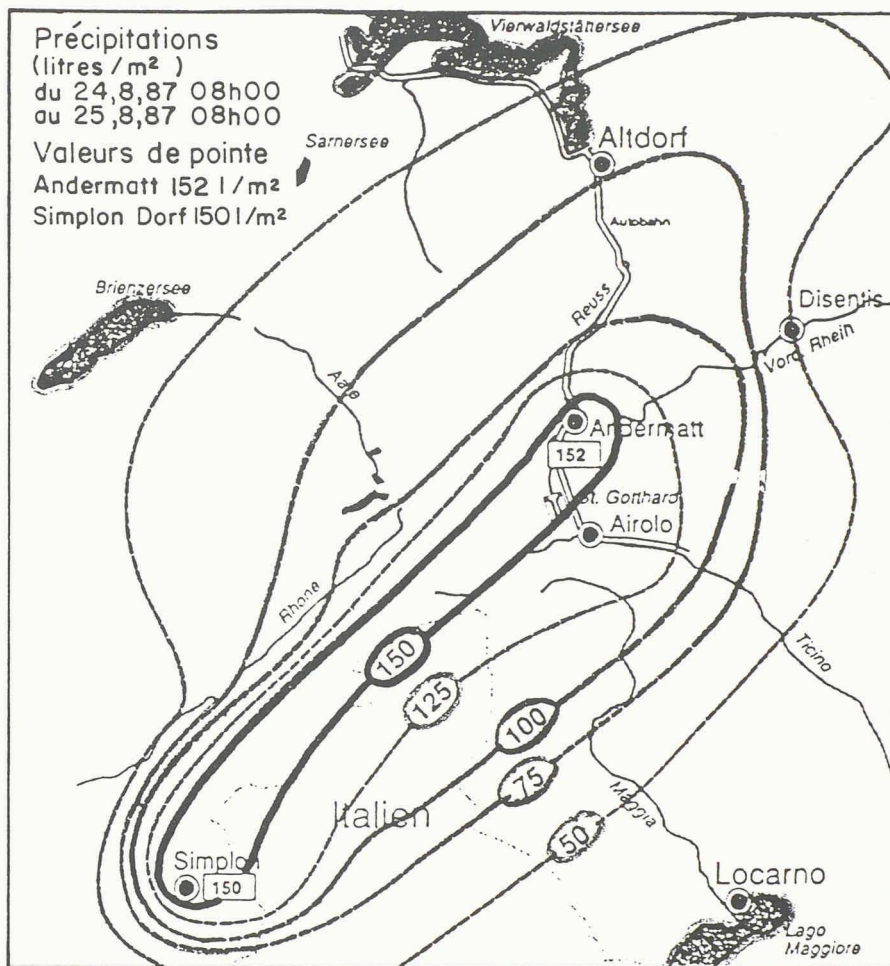 Précipitations
(litres / m²)
du 24,8,87 08h00
au 25,8,87 08h00
Valeurs de pointe
Andermatt 152 l/m²
Simplon Dorf 150 l/m²
Vierwaldstättersee
Sarnersee
Altdorf
Autobahn
Brienzersee
Reuss
Disentis
Vord. Rhein
Aare
Andermatt
152
St. Gotthard
Airolo
Rhone
150
125
Ticino
100
75
Maggia
Italien
50
Simplon
150
Locarno
Lago
Maggiore